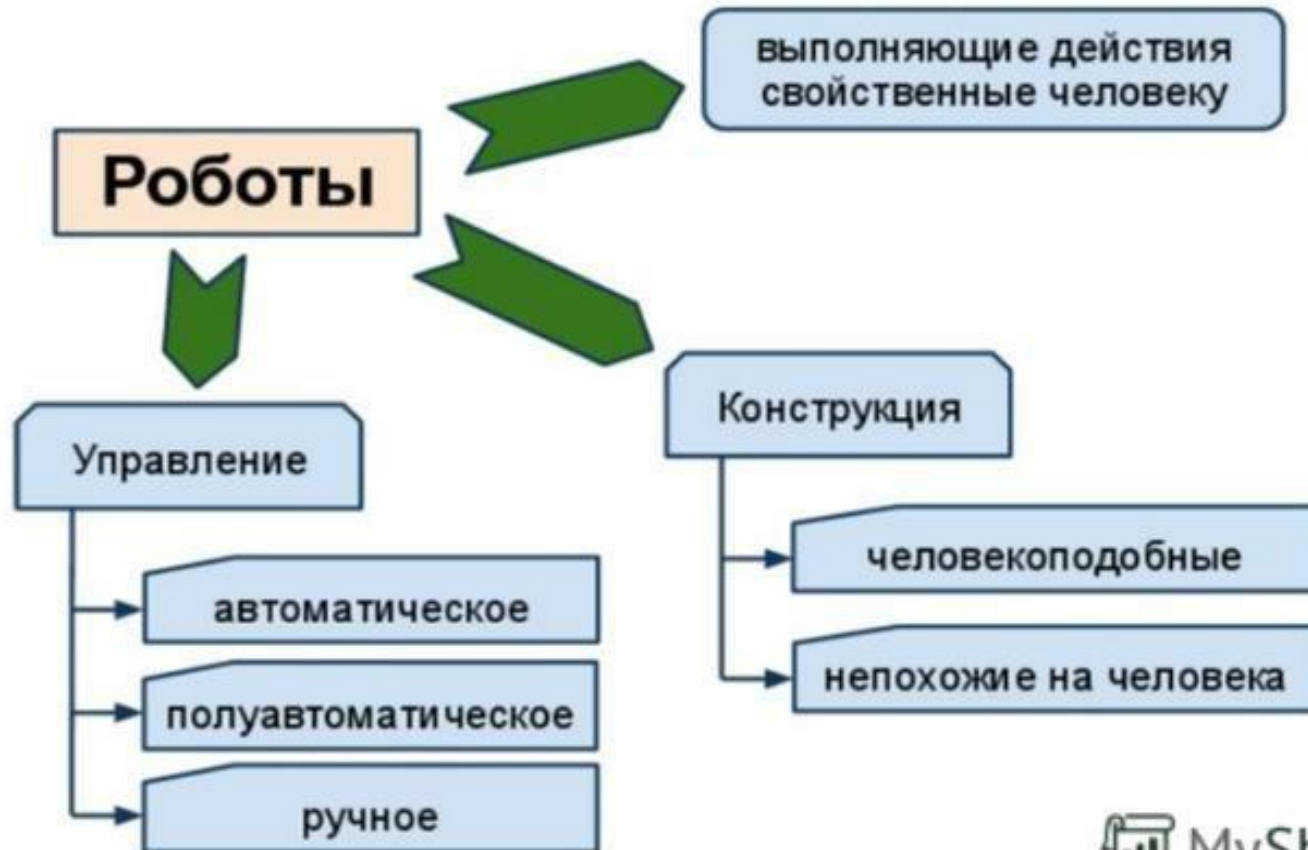 выполняющие действия
свойственные человеку
Роботы
Конструкция
Управление
человекоподобные
автоматическое
непохожие на человека
полуавтоматическое
ручное